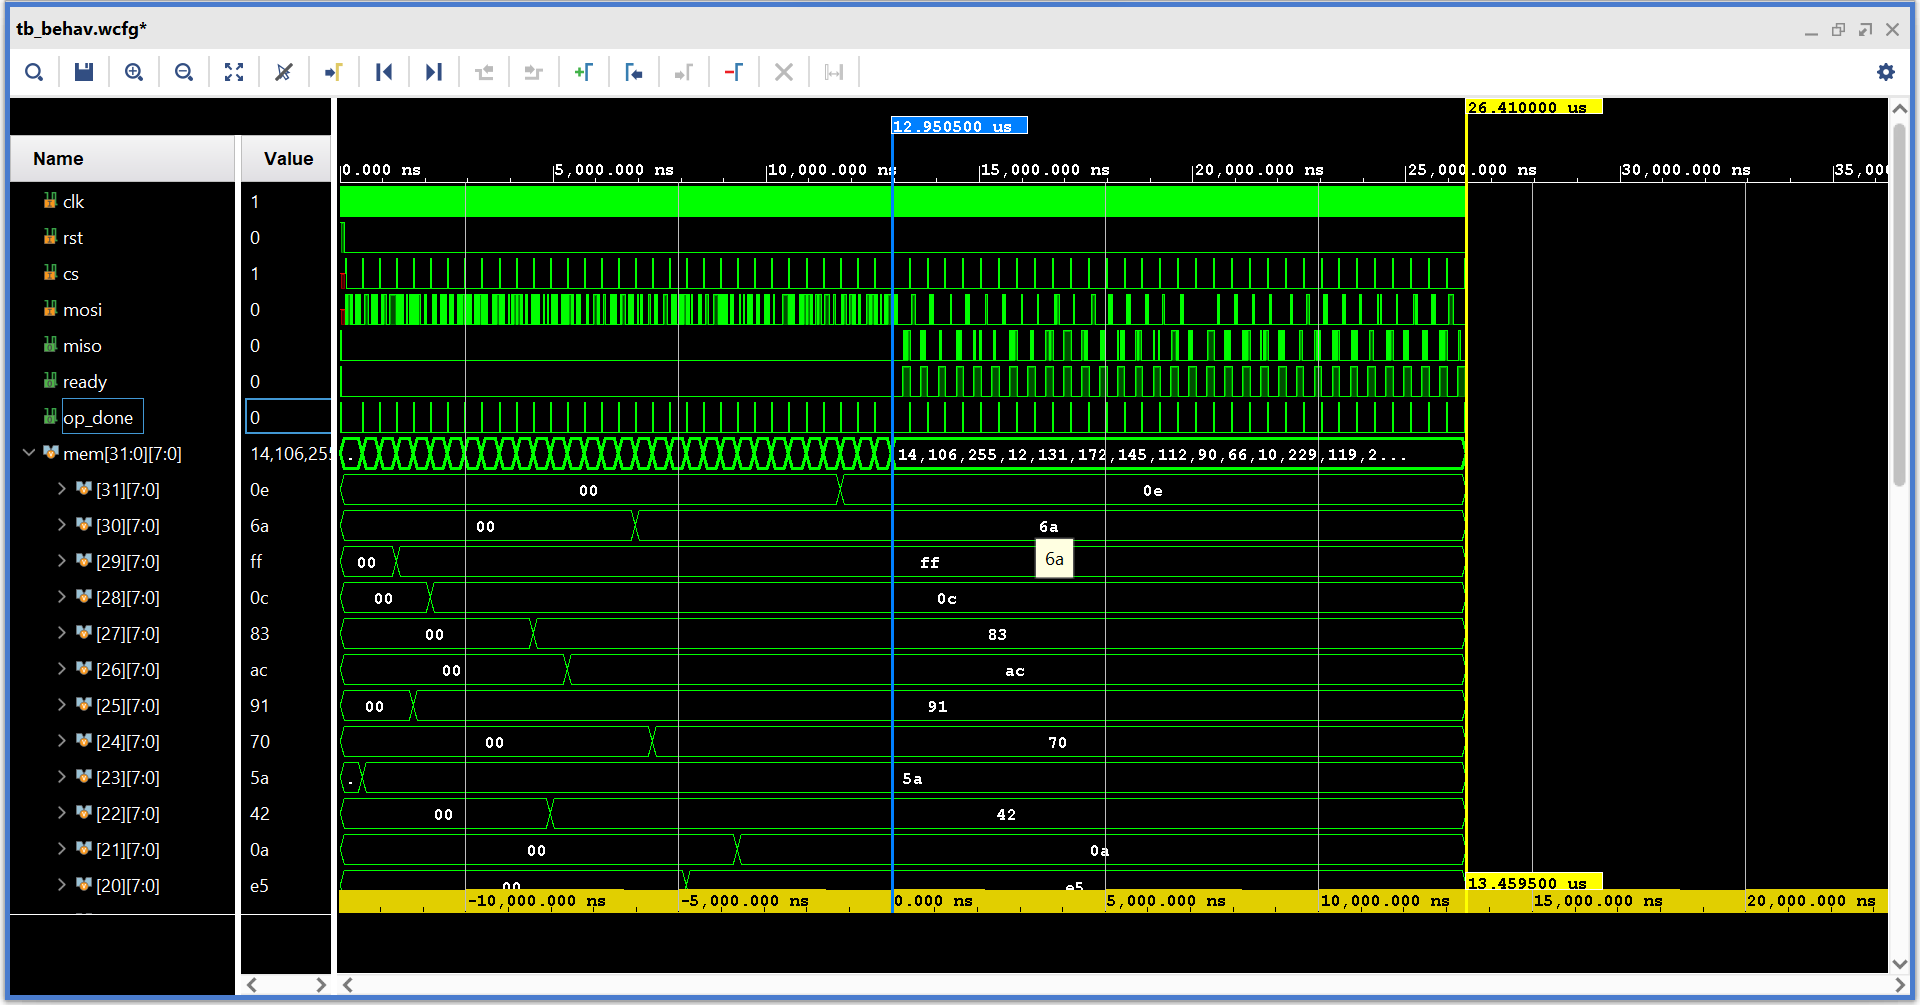 tb_behav.wcfg*
26.410000 us
12.950500 us
Name Value
0.000 ns 5,000.000 ns 10,000.000 ns 15,000.000 ns 20,000.000 ns 25,000.000 ns 30,000.000 ns 35,00
clk 1
rst 0
cs 1
mosi 0
miso 0
ready 0
op_done 0
mem[31:0][7:0] 14,106,255 . 14,106,255,12,131,172,145,112,90,66,10,229,119,2...
[31][7:0] 0e 00 0e
[30][7:0] 6a 00 6a
[29][7:0] ff 00 ff
6a
[28][7:0] 0c 00 0c
[27][7:0] 83 00 83
[26][7:0] ac 00 ac
[25][7:0] 91 00 91
[24][7:0] 70 00 70
[23][7:0] 5a . 5a
[22][7:0] 42 00 42
[21][7:0] 0a 00 0a
[20][7:0] e5 00 e5
13.459500 us
-10,000.000 ns -5,000.000 ns 0.000 ns 5,000.000 ns 10,000.000 ns 15,000.000 ns 20,000.000 ns